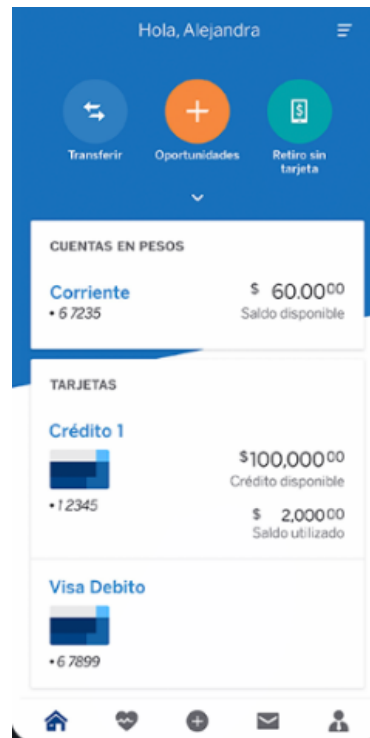 Hola, Alejandra
Transferir
Oportunidades
Retiro sin
tarjeta
CUENTAS EN PESOS
Corriente
$ 60.00⁰⁰
• 6 7235
Saldo disponible
TARJETAS
Crédito 1
$100,000⁰⁰
Crédito disponible
• 1 2345
$ 2,000⁰⁰
Saldo utilizado
Visa Debito
• 6 7899